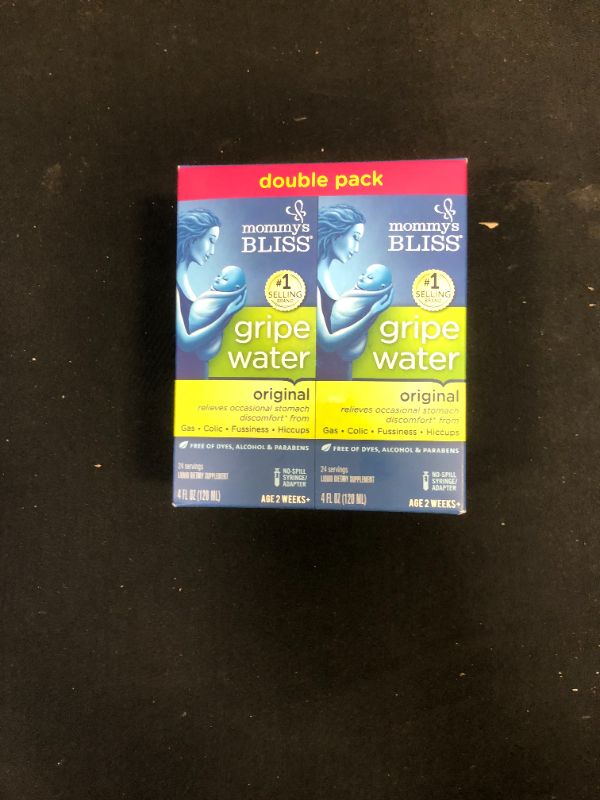 double pack
mommy's
BLISS®
#1
SELLING
BRAND
gripe
water
original
relieves occasional stomach
discomfort* from
Gas • Colic • Fussiness • Hiccups
FREE OF DYES, ALCOHOL & PARABENS
24 servings
LIQUID DIETARY SUPPLEMENT
NO-SPILL
SYRINGE/
ADAPTER
4 FL OZ (120 ML)
AGE 2 WEEKS+
mommy's
BLISS®
#1
SELLING
BRAND
gripe
water
original
relieves occasional stomach
discomfort* from
Gas • Colic • Fussiness • Hiccups
FREE OF DYES, ALCOHOL & PARABENS
24 servings
LIQUID DIETARY SUPPLEMENT
NO-SPILL
SYRINGE/
ADAPTER
4 FL OZ (120 ML)
AGE 2 WEEKS+